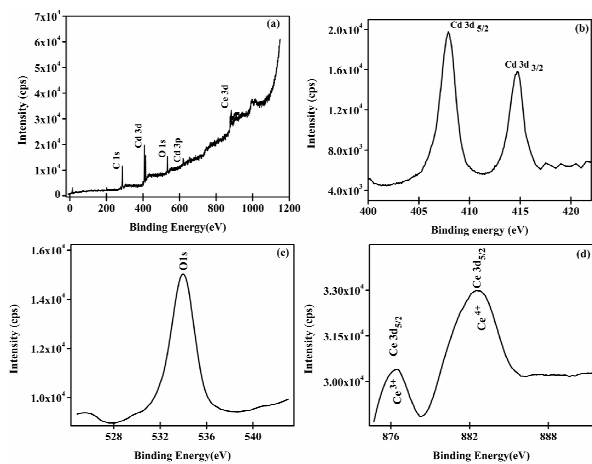 (a)
7x10⁴
6x10⁴
5x10⁴
4x10⁴
3x10⁴
2x10⁴
1x10⁴
0
Intensity (cps)
C 1s
Cd 3d
O 1s
Cd 3p
Ce 3d
0 200 400 600 800 1000 1200
Binding Energy(eV)
(b)
Cd 3d 5/2
Cd 3d 3/2
2.0x10⁴
1.6x10⁴
1.2x10⁴
8.0x10³
4.0x10³
Intensity (cps)
400 405 410 415 420
Binding energy (eV)
(c)
O1s
1.6x10⁴
1.4x10⁴
1.2x10⁴
1.0x10⁴
Intensity (cps)
528 532 536 540
Binding Energy(eV)
(d)
Ce 3d5/2
Ce 4+
Ce 3d5/2
Ce 3+
3.30x10⁴
3.15x10⁴
3.00x10⁴
Intensity (cps)
876 882 888
Binding Energy(eV)